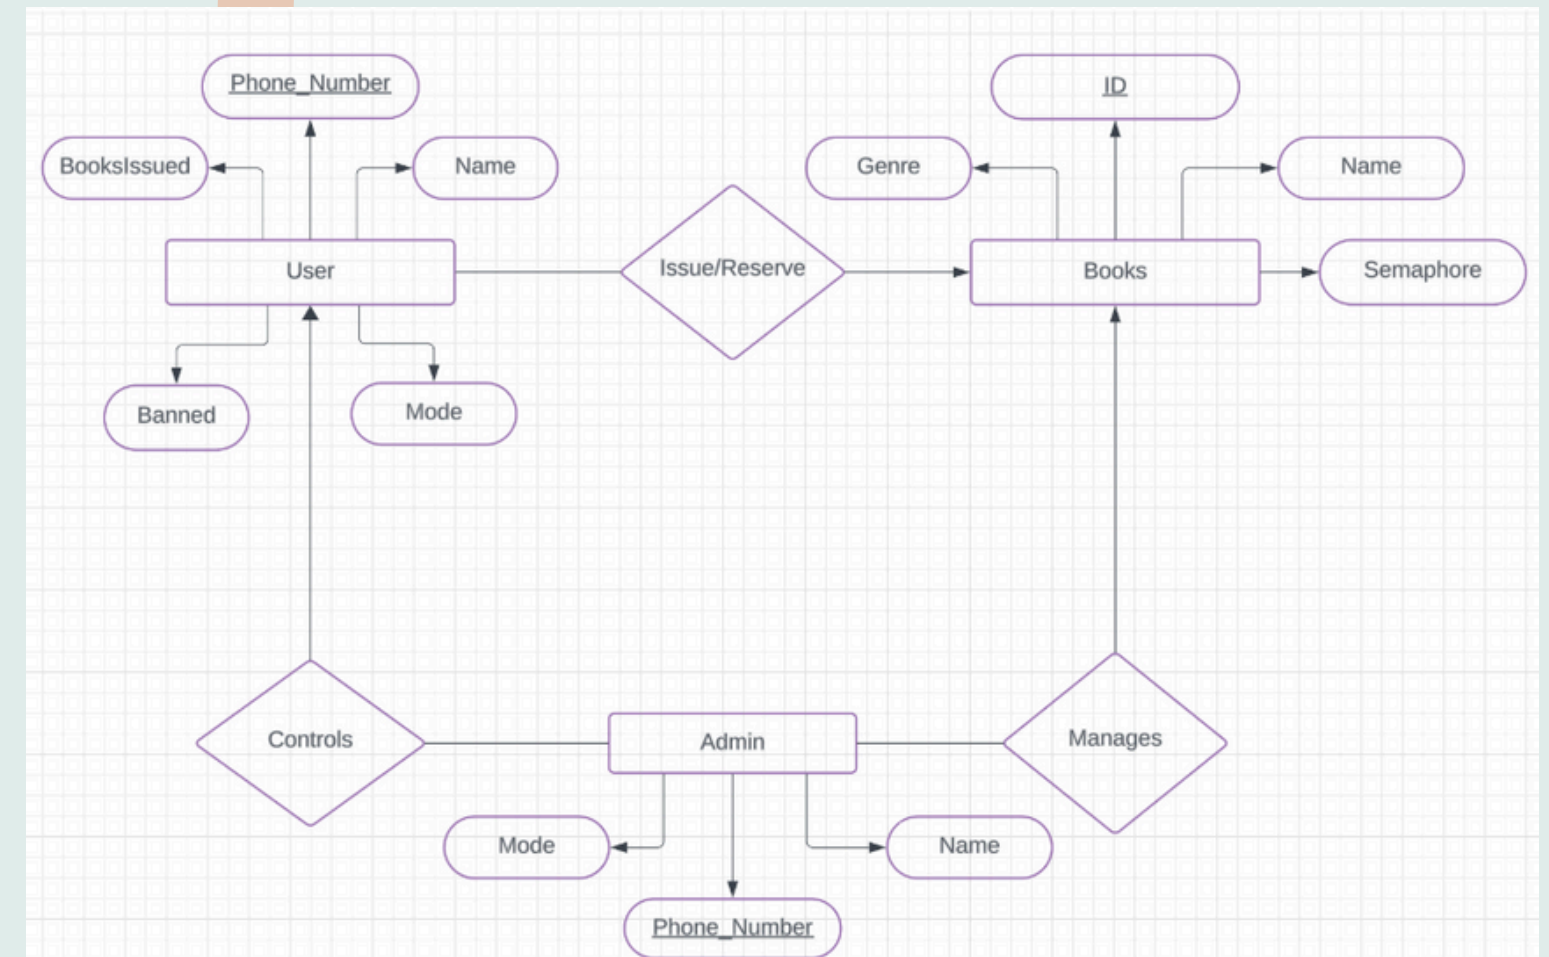 Phone_Number
ID
BooksIssued
Name
Genre
Name
User
Issue/Reserve
Books
Semaphore
Banned
Mode
Controls
Admin
Manages
Mode
Name
Phone_Number